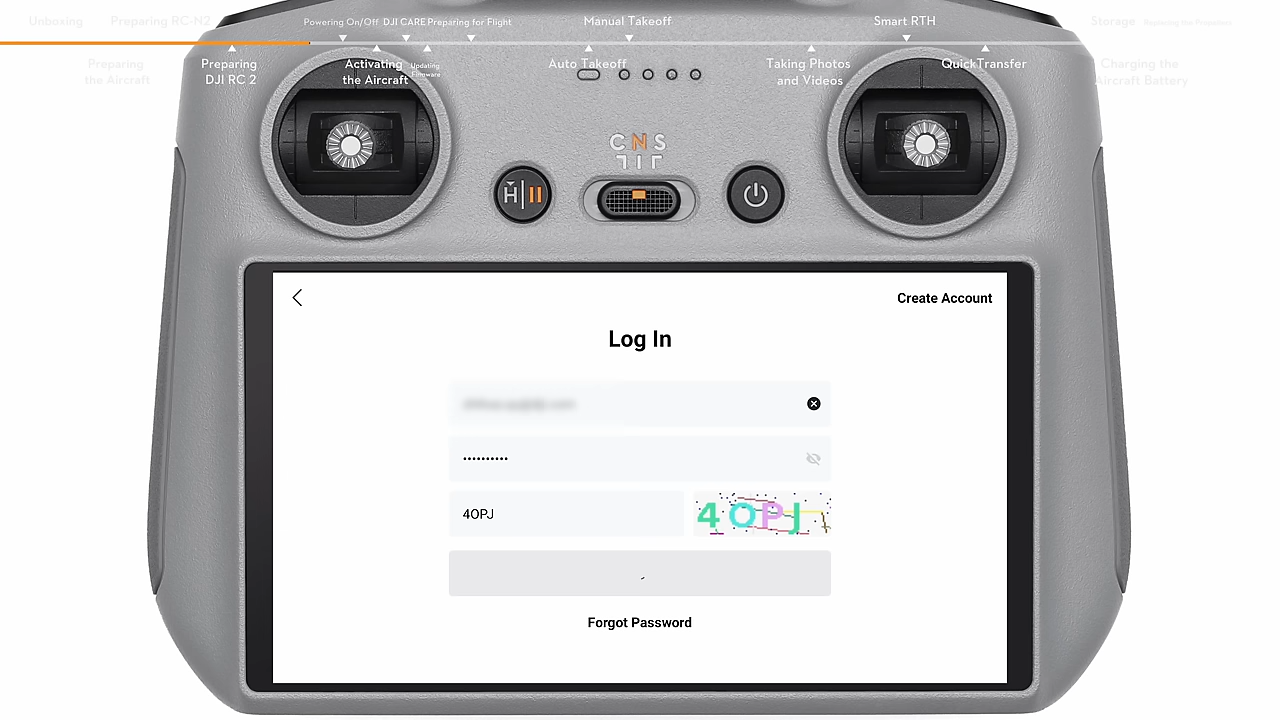 Unboxing
Preparing RC-N2
Powering On/Off
DJI CARE
Preparing for Flight
Manual Takeoff
Smart RTH
Storage
Preparing
the Aircraft
Preparing
DJI RC 2
Activating
the Aircraft
Updating
Firmware
Auto Takeoff
Taking Photos
and Videos
QuickTransfer
Charging the
Aircraft Battery
C N S
H
Create Account
Log In
••••••••••
4OPJ
4OPJ
Forgot Password